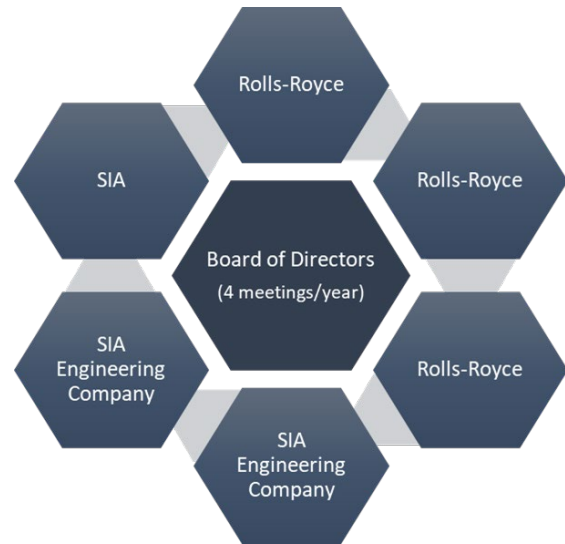 Rolls-Royce
SIA
Rolls-Royce
Board of Directors
(4 meetings/year)
SIA
Engineering
Company
Rolls-Royce
SIA
Engineering
Company